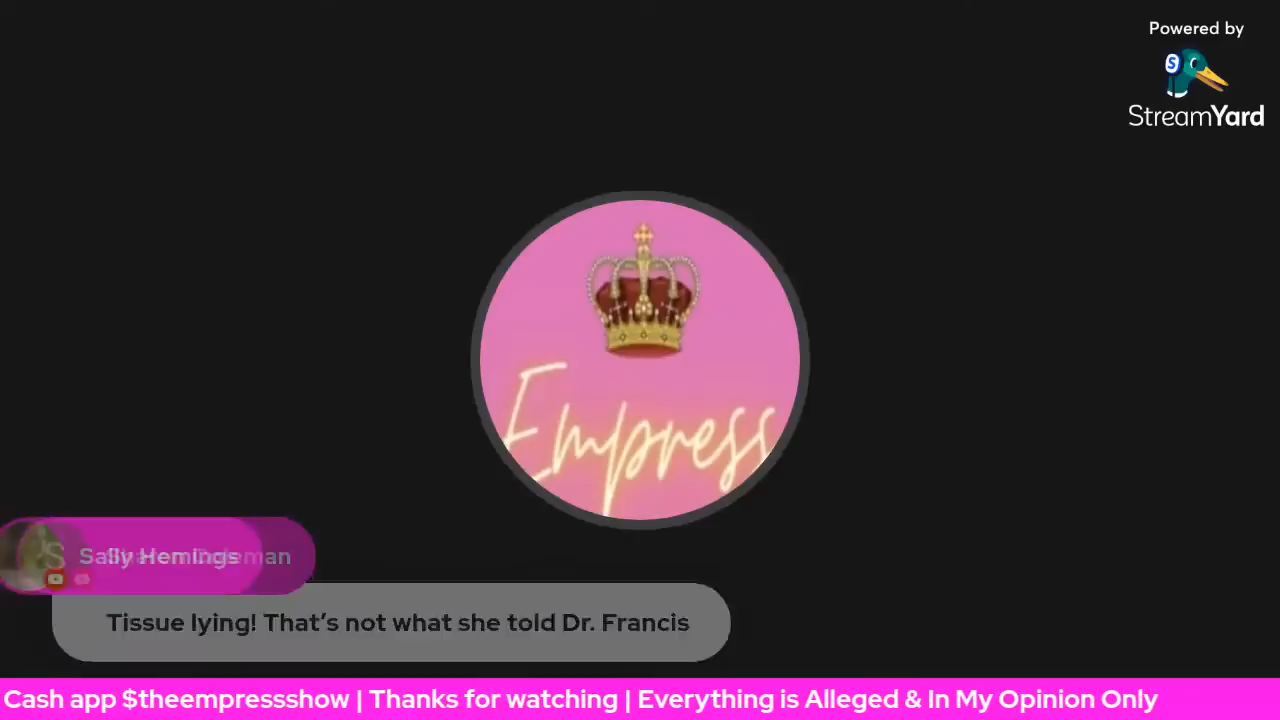 Powered by
S
StreamYard
Empress
Sally Hemings
Tissue lying! That’s not what she told Dr. Francis
Cash app $theempressshow | Thanks for watching | Everything is Alleged & In My Opinion Only